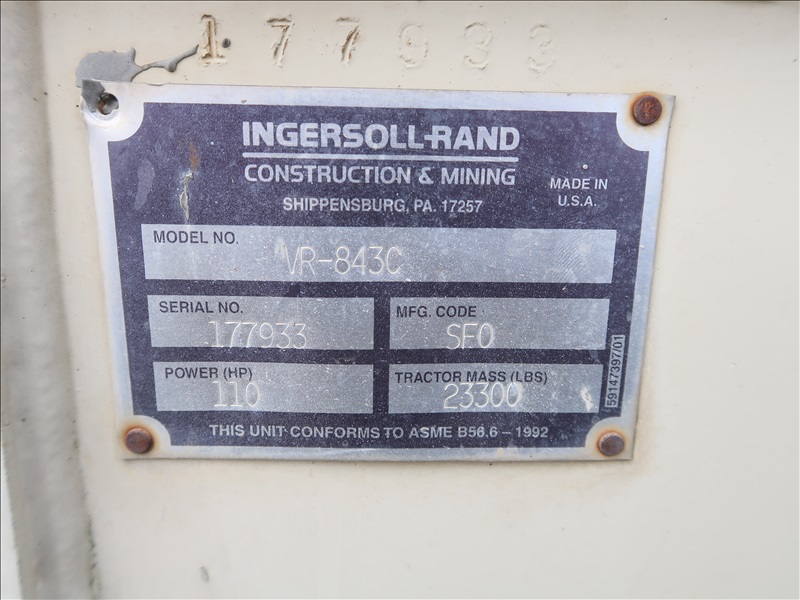 177933
INGERSOLL-RAND
CONSTRUCTION & MINING
SHIPPENSBURG, PA. 17257
MADE IN
U.S.A.
MODEL NO.
VR-843C
SERIAL NO.
177933
MFG. CODE
SFO
POWER (HP)
110
TRACTOR MASS (LBS)
23300
59147397/01
THIS UNIT CONFORMS TO ASME B56.6 – 1992